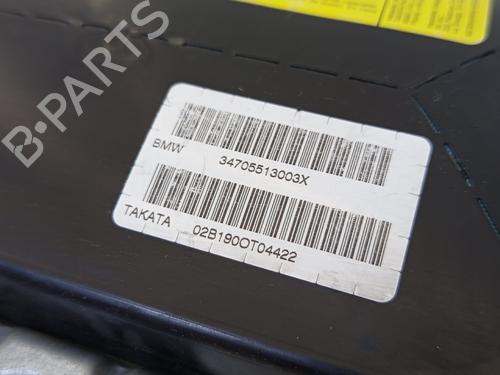 B-PARTS
BMW 34705513003X
TAKATA 02B190OT04422